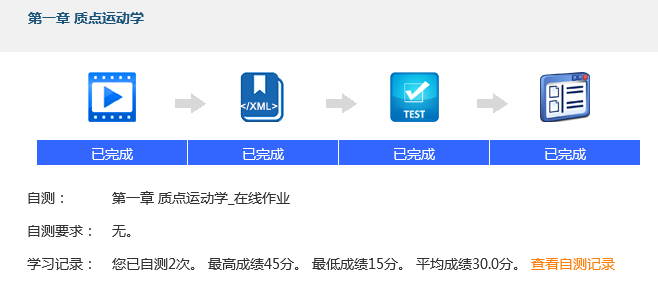 第一章 质点运动学
</XML>
TEST
已完成 已完成 已完成 已完成
自测： 第一章 质点运动学_在线作业
自测要求： 无。
学习记录： 您已自测2次。 最高成绩45分。 最低成绩15分。 平均成绩30.0分。 查看自测记录